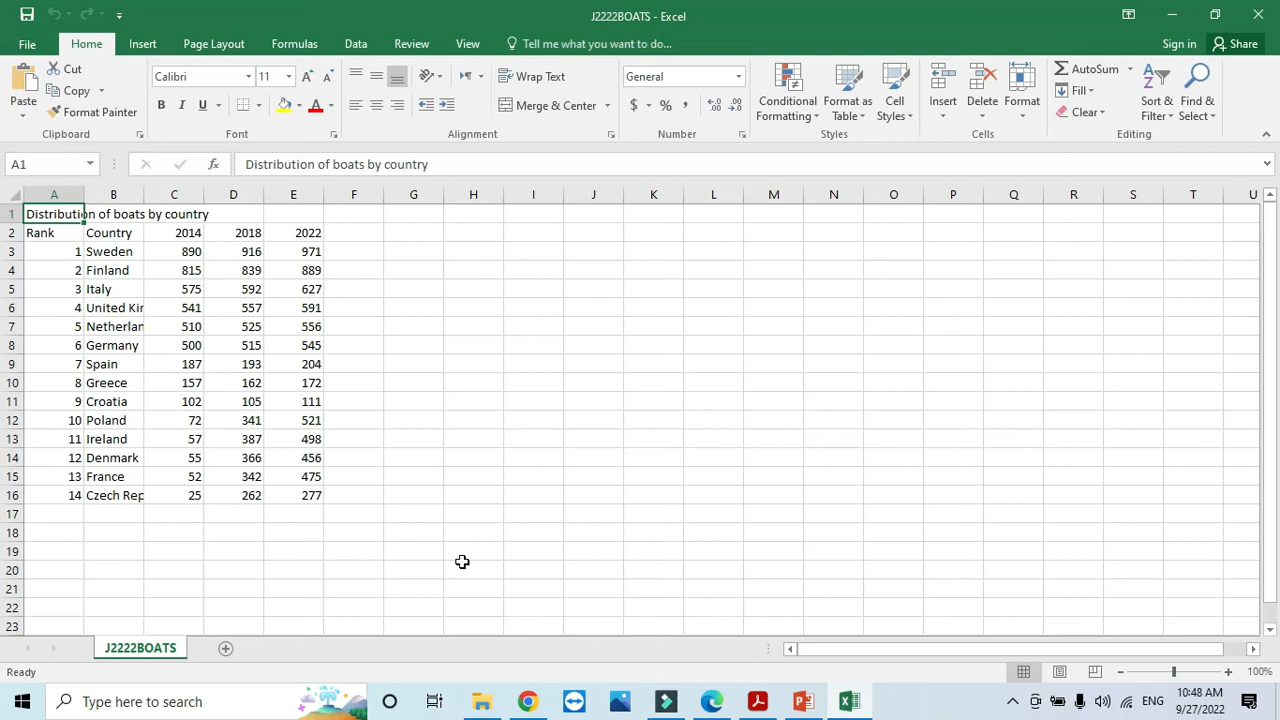 J2222BOATS - Excel
File Home Insert Page Layout Formulas Data Review View Tell me what you want to do... Sign in Share
Paste Cut Copy Format Painter Clipboard
Calibri 11 B I U A Font
Wrap Text Merge & Center Alignment
General $ % , Number
Conditional Formatting Format as Table Cell Styles Styles
Insert Delete Format Cells
AutoSum Fill Clear Sort & Filter Find & Select Editing
A1 fx Distribution of boats by country
A B C D E F G H I J K L M N O P Q R S T U
1 Distribution of boats by country
2 Rank Country 2014 2018 2022
3 1 Sweden 890 916 971
4 2 Finland 815 839 889
5 3 Italy 575 592 627
6 4 United Kin 541 557 591
7 5 Netherlan 510 525 556
8 6 Germany 500 515 545
9 7 Spain 187 193 204
10 8 Greece 157 162 172
11 9 Croatia 102 105 111
12 10 Poland 72 341 521
13 11 Ireland 57 387 498
14 12 Denmark 55 366 456
15 13 France 52 342 475
16 14 Czech Rep 25 262 277
17
18
19
20
21
22
23
J2222BOATS
Ready 100%
Type here to search ENG 10:48 AM
9/27/2022